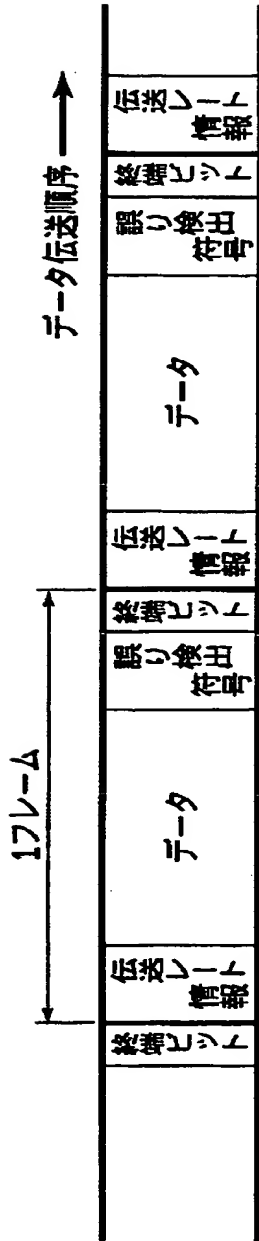 データ伝送順序
1フレーム
終端ビット
伝送レート
情報
データ
誤り検出
符号
終端ビット
伝送レート
情報
データ
誤り検出
符号
終端ビット
伝送レート
情報